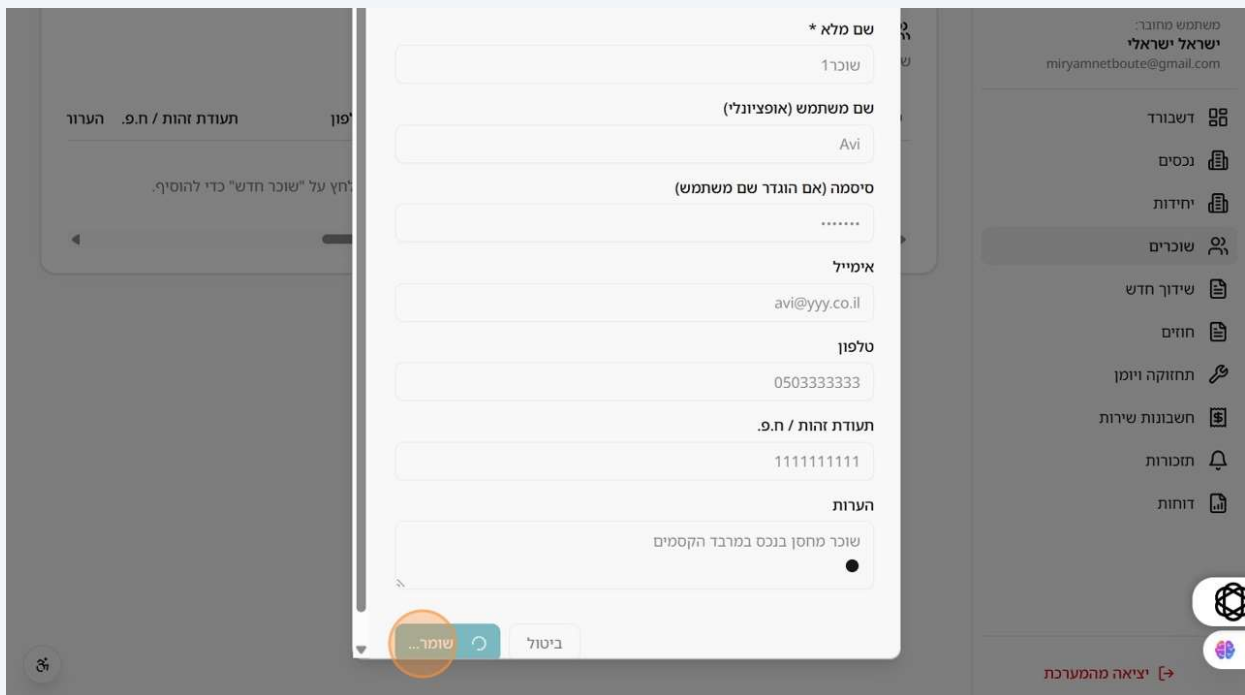 משתמש מחובר:
ישראל ישראלי
miryamnetboute@gmail.com
דשבורד
נכסים
יחידות
שוכרים
שידוך חדש
חוזים
תחזוקה ויומן
חשבונות שירות
תזכורות
דוחות
יציאה מהמערכת
שם מלא *
שוכר1
שם משתמש (אופציונלי)
Avi
סיסמה (אם הוגדר שם משתמש)
•••••••
אימייל
avi@yyy.co.il
טלפון
0503333333
תעודת זהות / ח.פ.
1111111111
הערות
שוכר מחסן בנכס במרבד הקסמים
ביטול
שומר...
תעודת זהות / ח.פ.
על "שוכר חדש" כדי להוסיף.